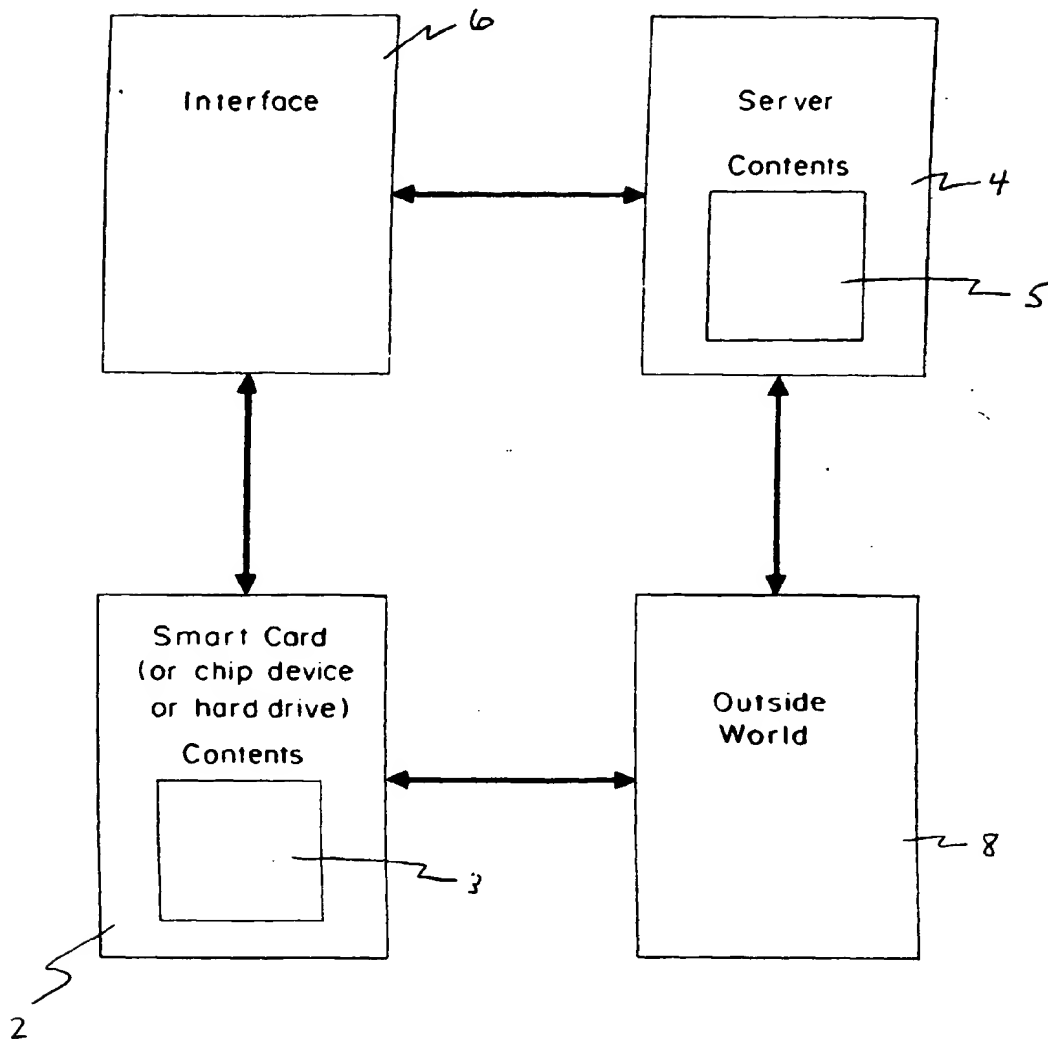 6
Interface
Server
Contents
4
5
Smart Card
(or chip device
or hard drive)
Contents
3
2
Outside
World
8